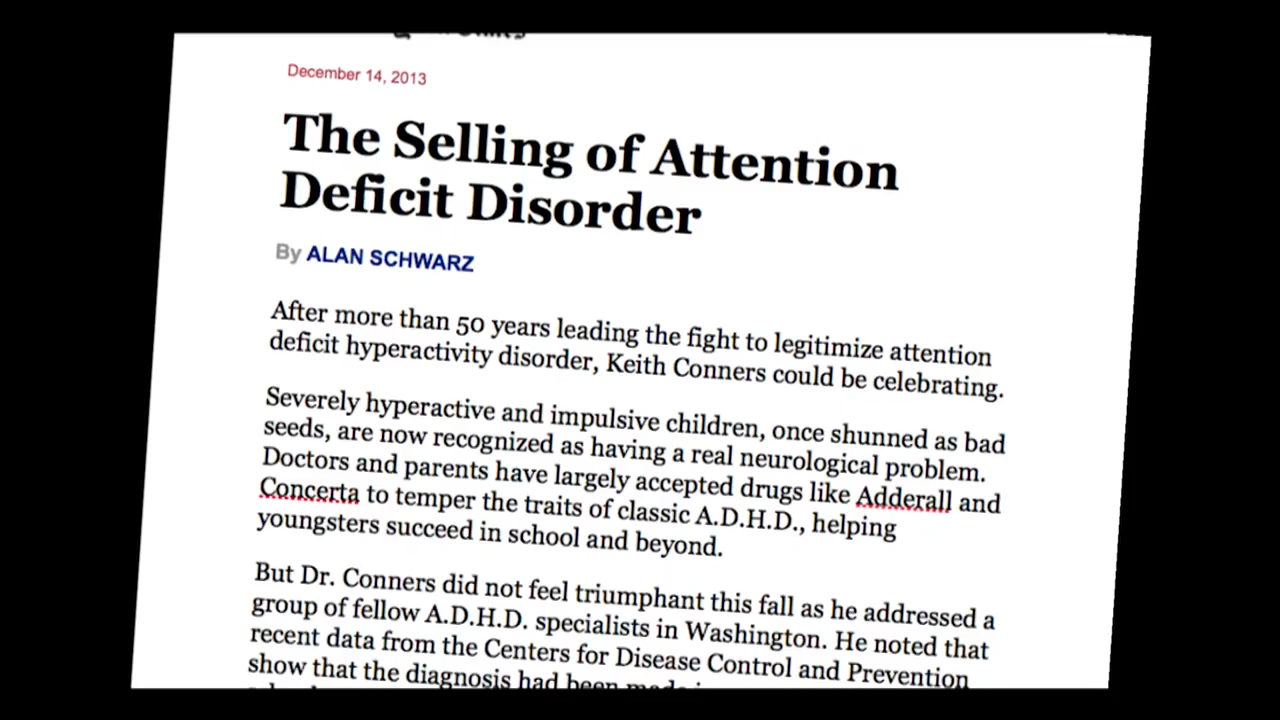 December 14, 2013
The Selling of Attention
Deficit Disorder
By ALAN SCHWARZ
After more than 50 years leading the fight to legitimize attention
deficit hyperactivity disorder, Keith Conners could be celebrating.
Severely hyperactive and impulsive children, once shunned as bad
seeds, are now recognized as having a real neurological problem.
Doctors and parents have largely accepted drugs like Adderall and
Concerta to temper the traits of classic A.D.H.D., helping
youngsters succeed in school and beyond.
But Dr. Conners did not feel triumphant this fall as he addressed a
group of fellow A.D.H.D. specialists in Washington. He noted that
recent data from the Centers for Disease Control and Prevention
show that the diagnosis had been made